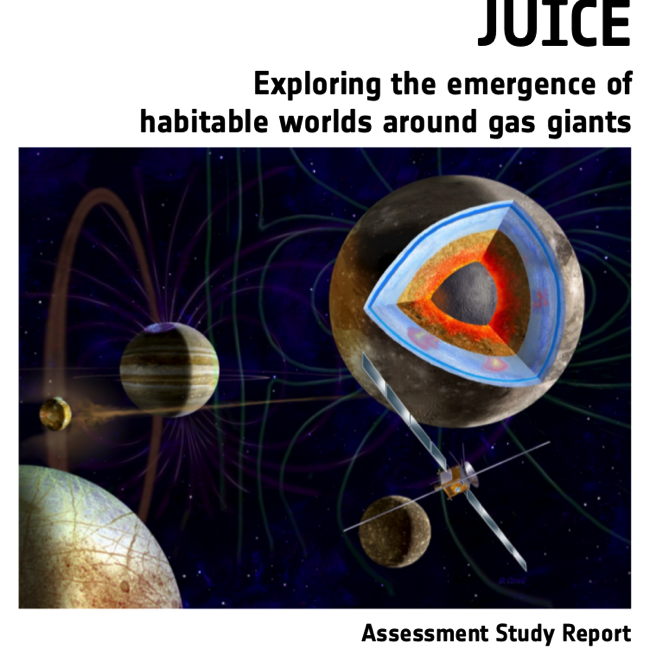 JUICE
Exploring the emergence of
habitable worlds around gas giants
Assessment Study Report